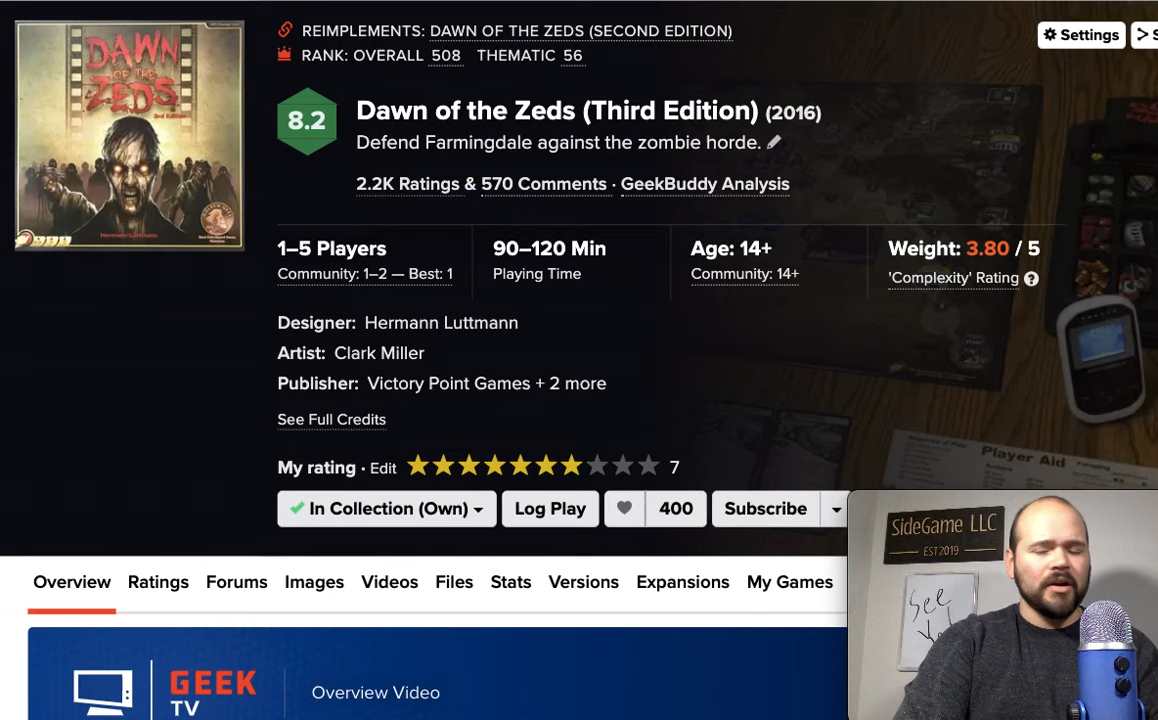 DAWN
OF THE
ZEDS
3rd Edition
Hermann Luttmann
REIMPLEMENTS: DAWN OF THE ZEDS (SECOND EDITION)
RANK: OVERALL 508 THEMATIC 56
Settings
S
8.2
Dawn of the Zeds (Third Edition) (2016)
Defend Farmingdale against the zombie horde.
2.2K Ratings & 570 Comments · GeekBuddy Analysis
1–5 Players
Community: 1–2 — Best: 1
90–120 Min
Playing Time
Age: 14+
Community: 14+
Weight: 3.80 / 5
'Complexity' Rating ?
Designer: Hermann Luttmann
Artist: Clark Miller
Publisher: Victory Point Games + 2 more
See Full Credits
Player Aid
My rating · Edit 7
In Collection (Own)
Log Play
400
Subscribe
SideGame LLC
EST 2019
See
Overview Ratings Forums Images Videos Files Stats Versions Expansions My Games
GEEK
TV
Overview Video